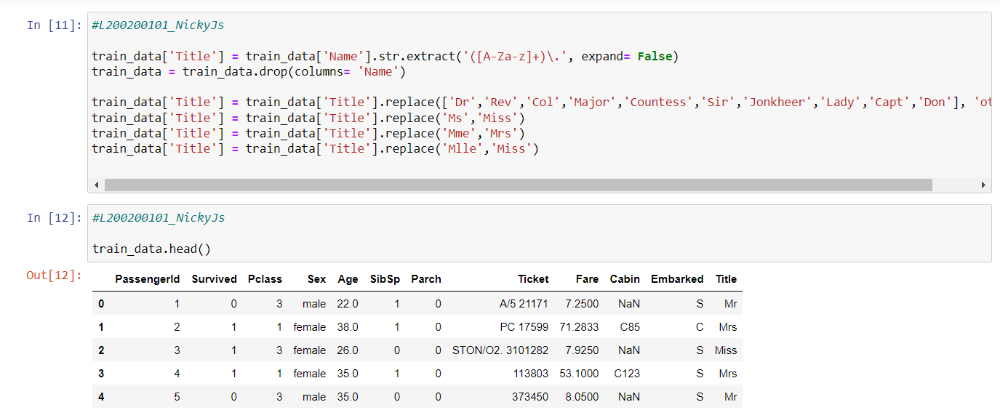 In [11]: #L200200101_NickyJs
train_data['Title'] = train_data['Name'].str.extract('([A-Za-z]+)\.', expand= False)
train_data = train_data.drop(columns= 'Name')
train_data['Title'] = train_data['Title'].replace(['Dr','Rev','Col','Major','Countess','Sir','Jonkheer','Lady','Capt','Don'], 'ot
train_data['Title'] = train_data['Title'].replace('Ms','Miss')
train_data['Title'] = train_data['Title'].replace('Mme','Mrs')
train_data['Title'] = train_data['Title'].replace('Mlle','Miss')
In [12]: #L200200101_NickyJs
train_data.head()
Out[12]:
PassengerId Survived Pclass Sex Age SibSp Parch Ticket Fare Cabin Embarked Title
0 1 0 3 male 22.0 1 0 A/5 21171 7.2500 NaN S Mr
1 2 1 1 female 38.0 1 0 PC 17599 71.2833 C85 C Mrs
2 3 1 3 female 26.0 0 0 STON/O2. 3101282 7.9250 NaN S Miss
3 4 1 1 female 35.0 1 0 113803 53.1000 C123 S Mrs
4 5 0 3 male 35.0 0 0 373450 8.0500 NaN S Mr